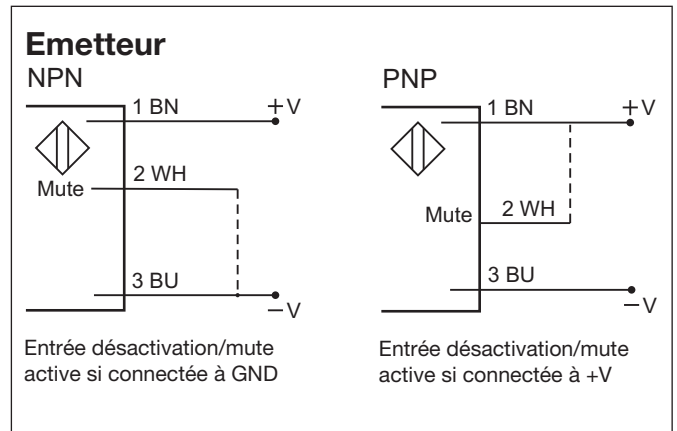 Emetteur
NPN
1 BN
+V
Mute
2 WH
3 BU
−V
Entrée désactivation/mute
active si connectée à GND
PNP
1 BN
+V
Mute
2 WH
3 BU
−V
Entrée désactivation/mute
active si connectée à +V